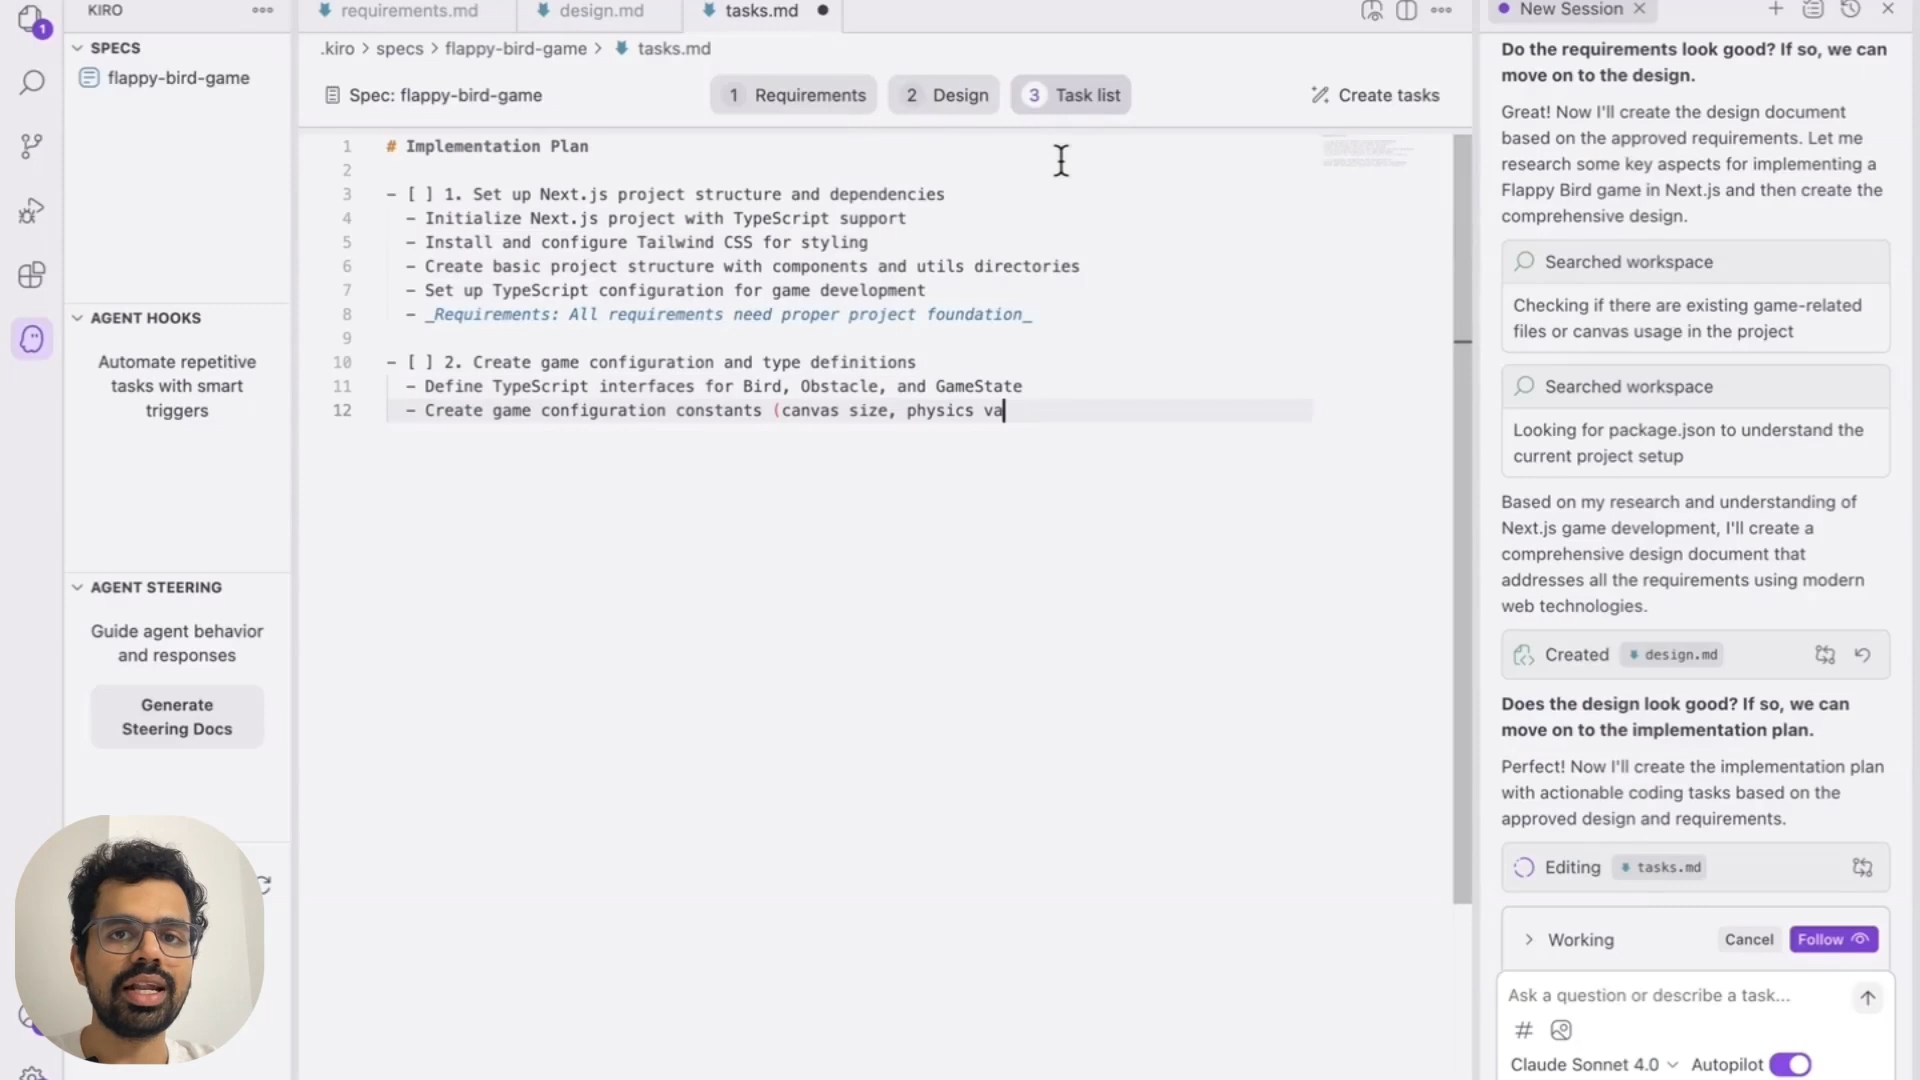 KIRO
1
SPECS
flappy-bird-game
AGENT HOOKS
Automate repetitive
tasks with smart
triggers
AGENT STEERING
Guide agent behavior
and responses
Generate
Steering Docs
requirements.md
design.md
tasks.md
.kiro > specs > flappy-bird-game > tasks.md
Spec: flappy-bird-game
1 Requirements
2 Design
3 Task list
Create tasks
1 # Implementation Plan
2
3 - [ ] 1. Set up Next.js project structure and dependencies
4 - Initialize Next.js project with TypeScript support
5 - Install and configure Tailwind CSS for styling
6 - Create basic project structure with components and utils directories
7 - Set up TypeScript configuration for game development
8 - _Requirements: All requirements need proper project foundation_
9
10 - [ ] 2. Create game configuration and type definitions
11 - Define TypeScript interfaces for Bird, Obstacle, and GameState
12 - Create game configuration constants (canvas size, physics va
New Session
Do the requirements look good? If so, we can
move on to the design.
Great! Now I'll create the design document
based on the approved requirements. Let me
research some key aspects for implementing a
Flappy Bird game in Next.js and then create the
comprehensive design.
Searched workspace
Checking if there are existing game-related
files or canvas usage in the project
Searched workspace
Looking for package.json to understand the
current project setup
Based on my research and understanding of
Next.js game development, I'll create a
comprehensive design document that
addresses all the requirements using modern
web technologies.
Created design.md
Does the design look good? If so, we can
move on to the implementation plan.
Perfect! Now I'll create the implementation plan
with actionable coding tasks based on the
approved design and requirements.
Editing tasks.md
Working
Cancel
Follow
Ask a question or describe a task...
#
Claude Sonnet 4.0
Autopilot